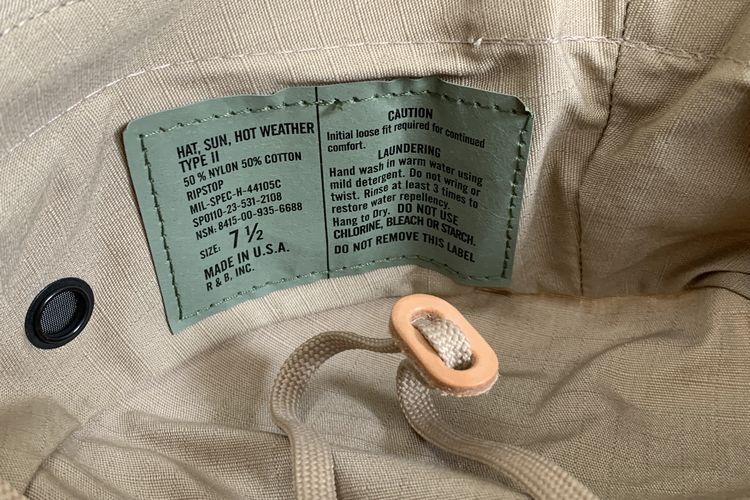 HAT, SUN, HOT WEATHER
TYPE II
50 % NYLON 50% COTTON
RIPSTOP
MIL-SPEC-H-44105C
SPO110-23-531-2108
NSN: 8415-00-935-6688
SIZE: 7 ½
MADE IN U.S.A.
R & B, INC.
CAUTION
Initial loose fit required for continued
comfort.
LAUNDERING
Hand wash in warm water using
mild detergent. Do not wring or
twist. Rinse at least 3 times to
restore water repellency.
Hang to Dry. DO NOT USE
CHLORINE, BLEACH OR STARCH.
DO NOT REMOVE THIS LABEL